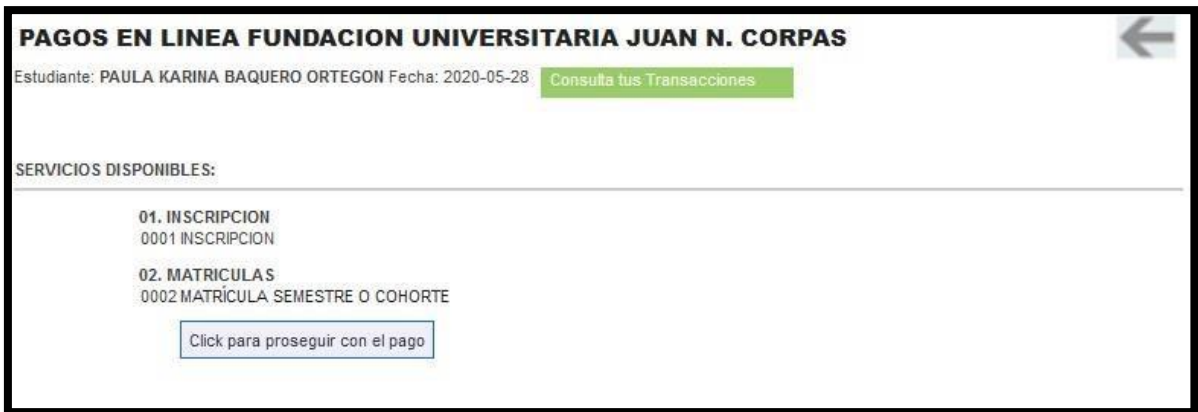 PAGOS EN LINEA FUNDACION UNIVERSITARIA JUAN N. CORPAS
Estudiante: PAULA KARINA BAQUERO ORTEGON Fecha: 2020-05-28 Consulta tus Transacciones
SERVICIOS DISPONIBLES:
01. INSCRIPCION
0001 INSCRIPCION
02. MATRICULAS
0002 MATRÍCULA SEMESTRE O COHORTE
Click para proseguir con el pago